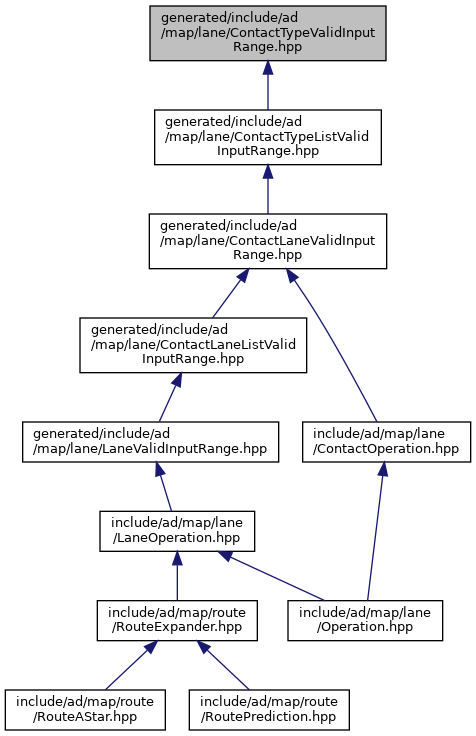 generated/include/ad
/map/lane/ContactTypeValidInput
Range.hpp
generated/include/ad
/map/lane/ContactTypeListValid
InputRange.hpp
generated/include/ad
/map/lane/ContactLaneValidInput
Range.hpp
generated/include/ad
/map/lane/ContactLaneListValid
InputRange.hpp
generated/include/ad
/map/lane/LaneValidInputRange.hpp
include/ad/map/lane
/ContactOperation.hpp
include/ad/map/lane
/LaneOperation.hpp
include/ad/map/route
/RouteExpander.hpp
include/ad/map/lane
/Operation.hpp
include/ad/map/route
/RouteAStar.hpp
include/ad/map/route
/RoutePrediction.hpp